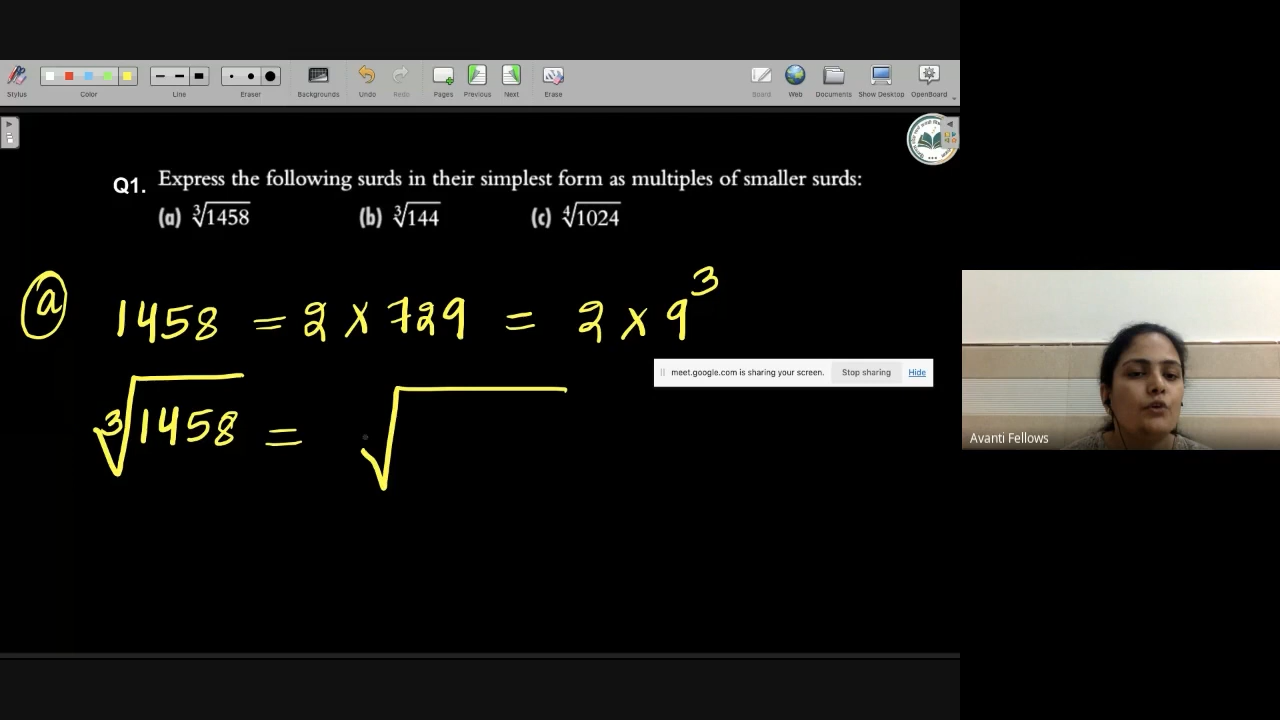 Stylus Color Line Eraser Backgrounds Undo Redo Pages Previous Next Erase Board Web Documents Show Desktop OpenBoard
Q1. Express the following surds in their simplest form as multiples of smaller surds:
(a) ∛1458 (b) ∛144 (c) ∜1024
ⓐ 1458 = 2 × 729 = 2 × 9³
meet.google.com is sharing your screen. Stop sharing Hide
∛1458 = √
Avanti Fellows